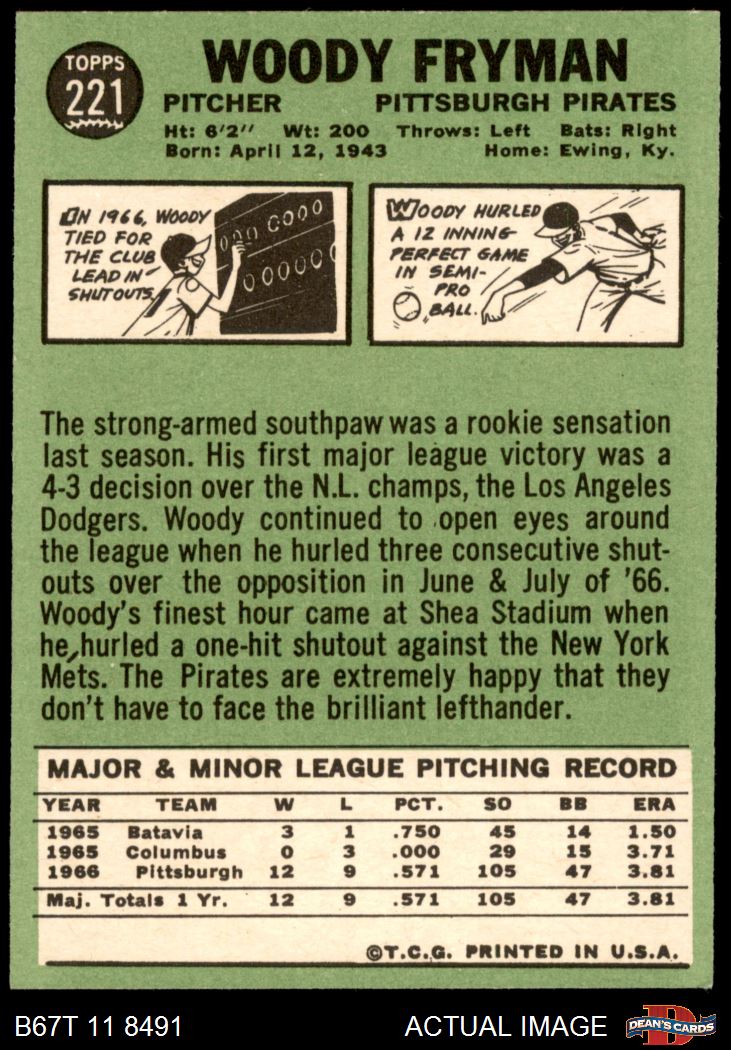 TOPPS
221
WOODY FRYMAN
PITCHER PITTSBURGH PIRATES
Ht: 6'2'' Wt: 200 Throws: Left Bats: Right
Born: April 12, 1943 Home: Ewing, Ky.
IN 1966, WOODY
TIED FOR
THE CLUB
LEAD IN
SHUTOUTS.
000 0000
000000
WOODY HURLED
A 12 INNING
PERFECT GAME
IN SEMI-
PRO
BALL.
The strong-armed southpaw was a rookie sensation
last season. His first major league victory was a
4-3 decision over the N.L. champs, the Los Angeles
Dodgers. Woody continued to open eyes around
the league when he hurled three consecutive shut-
outs over the opposition in June & July of '66.
Woody's finest hour came at Shea Stadium when
he hurled a one-hit shutout against the New York
Mets. The Pirates are extremely happy that they
don't have to face the brilliant lefthander.
MAJOR & MINOR LEAGUE PITCHING RECORD
YEAR TEAM W L PCT. SO BB ERA
1965 Batavia 3 1 .750 45 14 1.50
1965 Columbus 0 3 .000 29 15 3.71
1966 Pittsburgh 12 9 .571 105 47 3.81
Maj. Totals 1 Yr. 12 9 .571 105 47 3.81
©T.C.G. PRINTED IN U.S.A.
B67T 11 8491 ACTUAL IMAGE DEAN'S CARDS